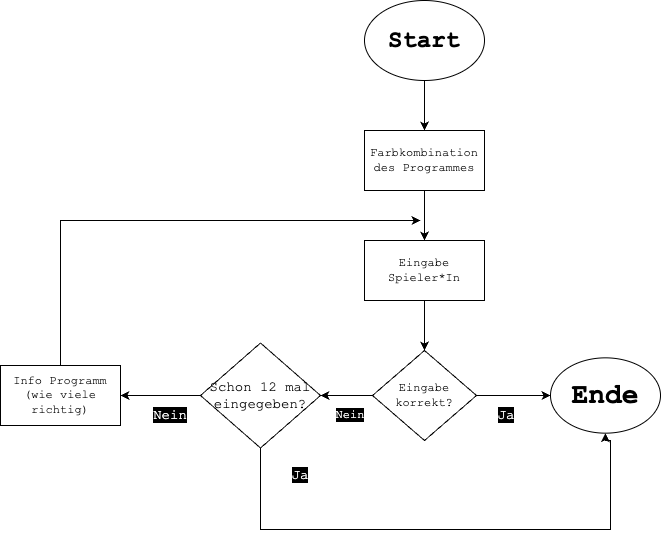 Start
Farbkombination
des Programmes
Eingabe
Spieler*In
Info Programm
(wie viele
richtig)
Nein
Schon 12 mal
eingegeben?
Nein
Eingabe
korrekt?
Ja
Ende
Ja